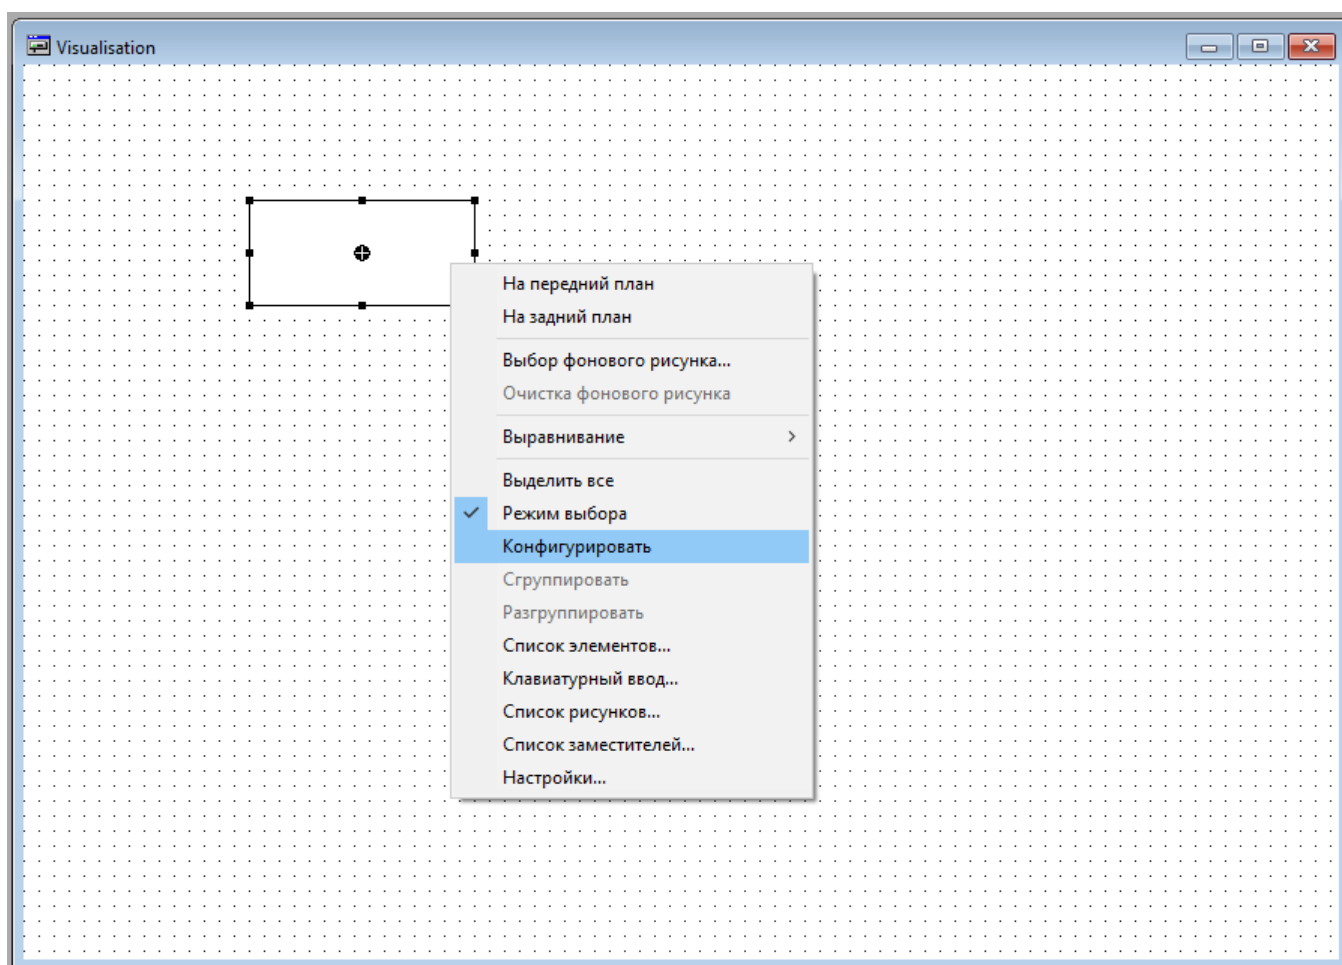 Visualisation
На передний план
На задний план
Выбор фонового рисунка...
Очистка фонового рисунка
Выравнивание
Выделить все
Режим выбора
Конфигурировать
Сгруппировать
Разгруппировать
Список элементов...
Клавиатурный ввод...
Список рисунков...
Список заместителей...
Настройки...